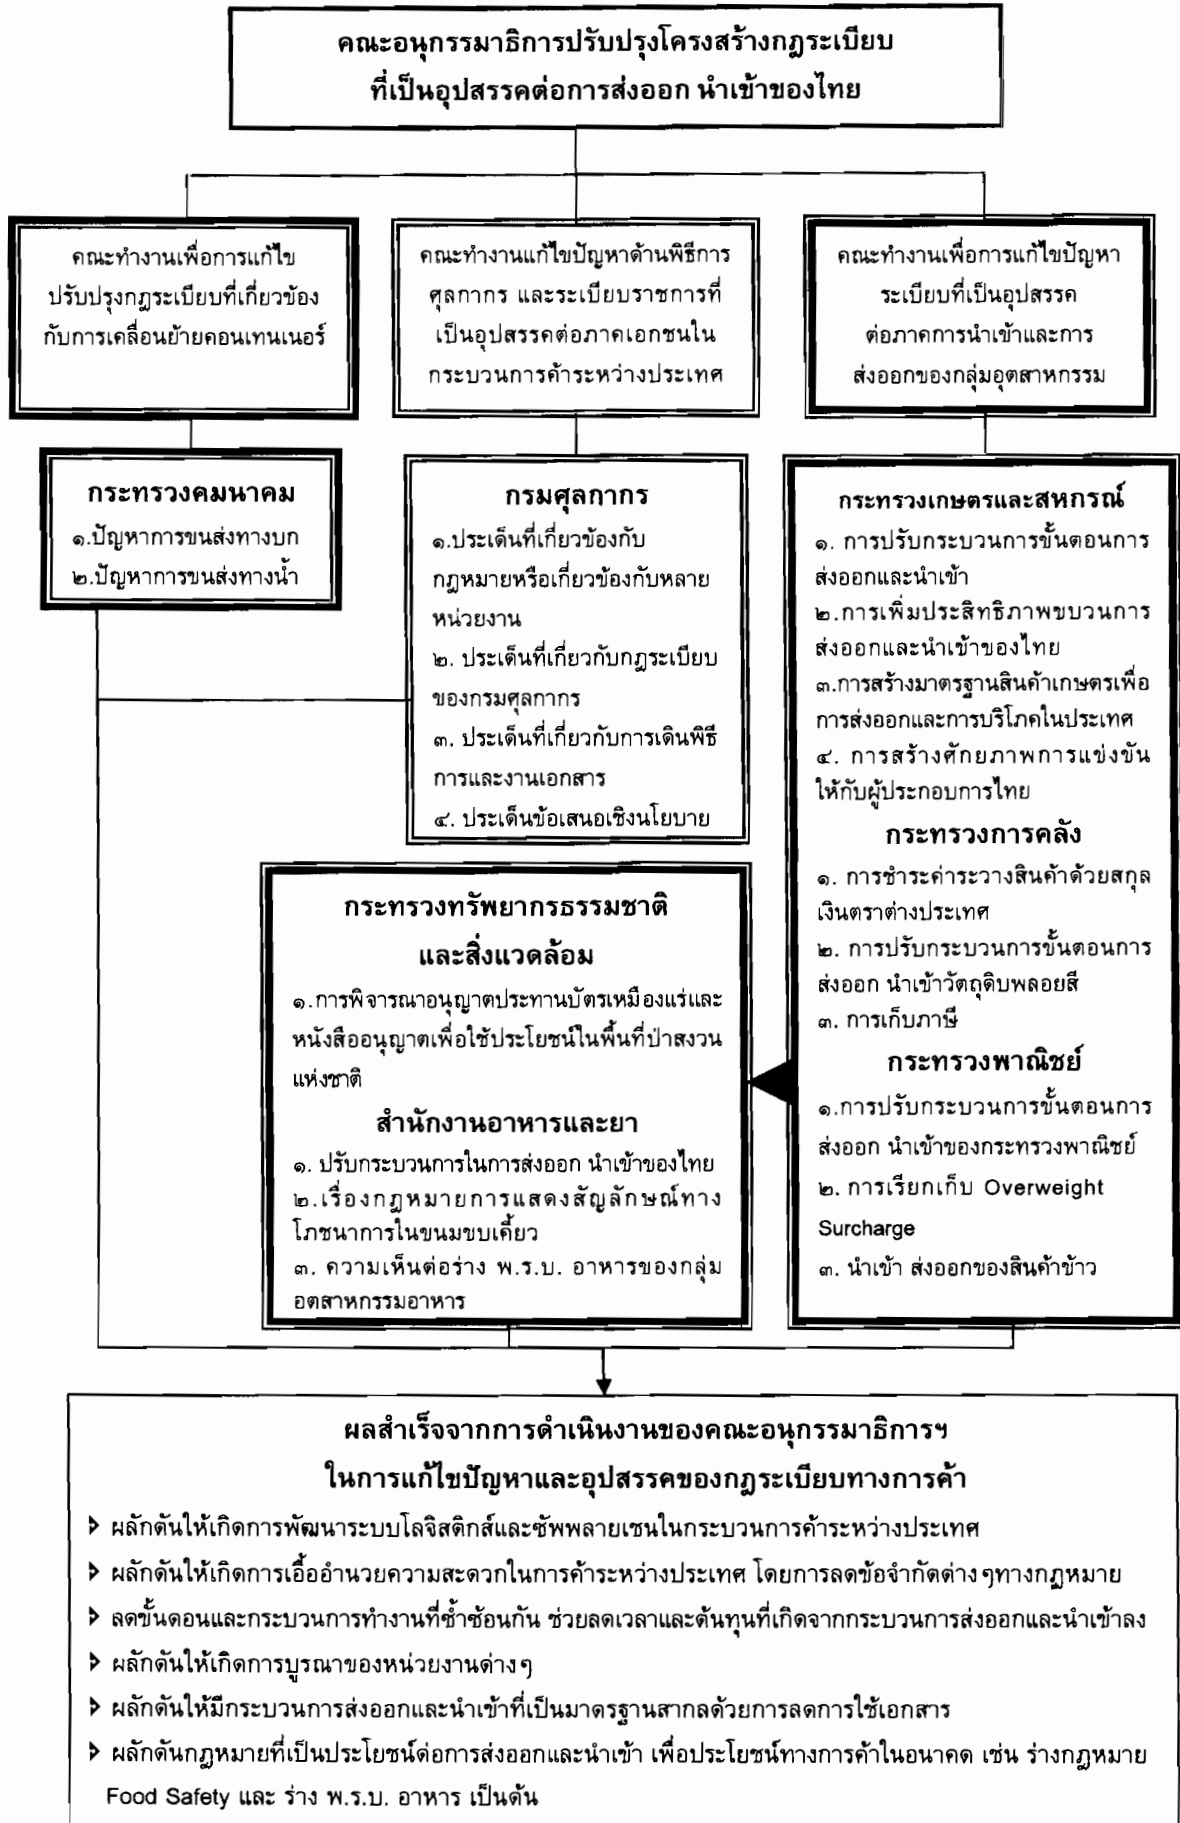 คณะอนุกรรมาธิการปรับปรุงโครงสร้างกฎระเบียบ
ที่เป็นอุปสรรคต่อการส่งออก นำเข้าของไทย
คณะทำงานเพื่อการแก้ไข
ปรับปรุงกฎระเบียบที่เกี่ยวข้อง
กับการเคลื่อนย้ายคอนเทนเนอร์
คณะทำงานแก้ไขปัญหาด้านพิธีการ
ศุลกากร และระเบียบราชการที่
เป็นอุปสรรคต่อภาคเอกชนใน
กระบวนการค้าระหว่างประเทศ
คณะทำงานเพื่อการแก้ไขปัญหา
ระเบียบที่เป็นอุปสรรค
ต่อภาคการนำเข้าและการ
ส่งออกของกลุ่มอุตสาหกรรม
กระทรวงคมนาคม
๑.ปัญหาการขนส่งทางบก
๒.ปัญหาการขนส่งทางน้ำ
กรมศุลกากร
๑.ประเด็นที่เกี่ยวข้องกับ
กฎหมายหรือเกี่ยวข้องกับหลาย
หน่วยงาน
๒. ประเด็นที่เกี่ยวกับกฎระเบียบ
ของกรมศุลกากร
๓. ประเด็นที่เกี่ยวกับการเดินพิธี
การและงานเอกสาร
๔. ประเด็นข้อเสนอเชิงนโยบาย
กระทรวงเกษตรและสหกรณ์
๑. การปรับกระบวนการขั้นตอนการ
ส่งออกและนำเข้า
๒.การเพิ่มประสิทธิภาพขบวนการ
ส่งออกและนำเข้าของไทย
๓.การสร้างมาตรฐานสินค้าเกษตรเพื่อ
การส่งออกและการบริโภคในประเทศ
๔. การสร้างศักยภาพการแข่งขัน
ให้กับผู้ประกอบการไทย
กระทรวงการคลัง
๑. การชำระค่าระวางสินค้าด้วยสกุล
เงินตราต่างประเทศ
๒. การปรับกระบวนการขั้นตอนการ
ส่งออก นำเข้าวัตถุดิบพลอยสี
๓. การเก็บภาษี
กระทรวงพาณิชย์
๑.การปรับกระบวนการขั้นตอนการ
ส่งออก นำเข้าของกระทรวงพาณิชย์
๒. การเรียกเก็บ Overweight
Surcharge
๓. นำเข้า ส่งออกของสินค้าข้าว
กระทรวงทรัพยากรธรรมชาติ
และสิ่งแวดล้อม
๑.การพิจารณาอนุญาตประทานบัตรเหมืองแร่และ
หนังสืออนุญาตเพื่อใช้ประโยชน์ในพื้นที่ป่าสงวน
แห่งชาติ
สำนักงานอาหารและยา
๑. ปรับกระบวนการในการส่งออก นำเข้าของไทย
๒.เรื่องกฎหมายการแสดงสัญลักษณ์ทาง
โภชนาการในขนมขบเคี้ยว
๓. ความเห็นต่อร่าง พ.ร.บ. อาหารของกลุ่ม
อุตสาหกรรมอาหาร
ผลสำเร็จจากการดำเนินงานของคณะอนุกรรมาธิการฯ
ในการแก้ไขปัญหาและอุปสรรคของกฎระเบียบทางการค้า
ผลักดันให้เกิดการพัฒนาระบบโลจิสติกส์และซัพพลายเชนในกระบวนการค้าระหว่างประเทศ
ผลักดันให้เกิดการเอื้ออำนวยความสะดวกในการค้าระหว่างประเทศ โดยการลดข้อจำกัดต่างๆทางกฎหมาย
ลดขั้นตอนและกระบวนการทำงานที่ซ้ำซ้อนกัน ช่วยลดเวลาและต้นทุนที่เกิดจากกระบวนการส่งออกและนำเข้าลง
ผลักดันให้เกิดการบูรณาของหน่วยงานต่างๆ
ผลักดันให้มีกระบวนการส่งออกและนำเข้าที่เป็นมาตรฐานสากลด้วยการลดการใช้เอกสาร
ผลักดันกฎหมายที่เป็นประโยชน์ต่อการส่งออกและนำเข้า เพื่อประโยชน์ทางการค้าในอนาคต เช่น ร่างกฎหมาย
Food Safety และ ร่าง พ.ร.บ. อาหาร เป็นต้น